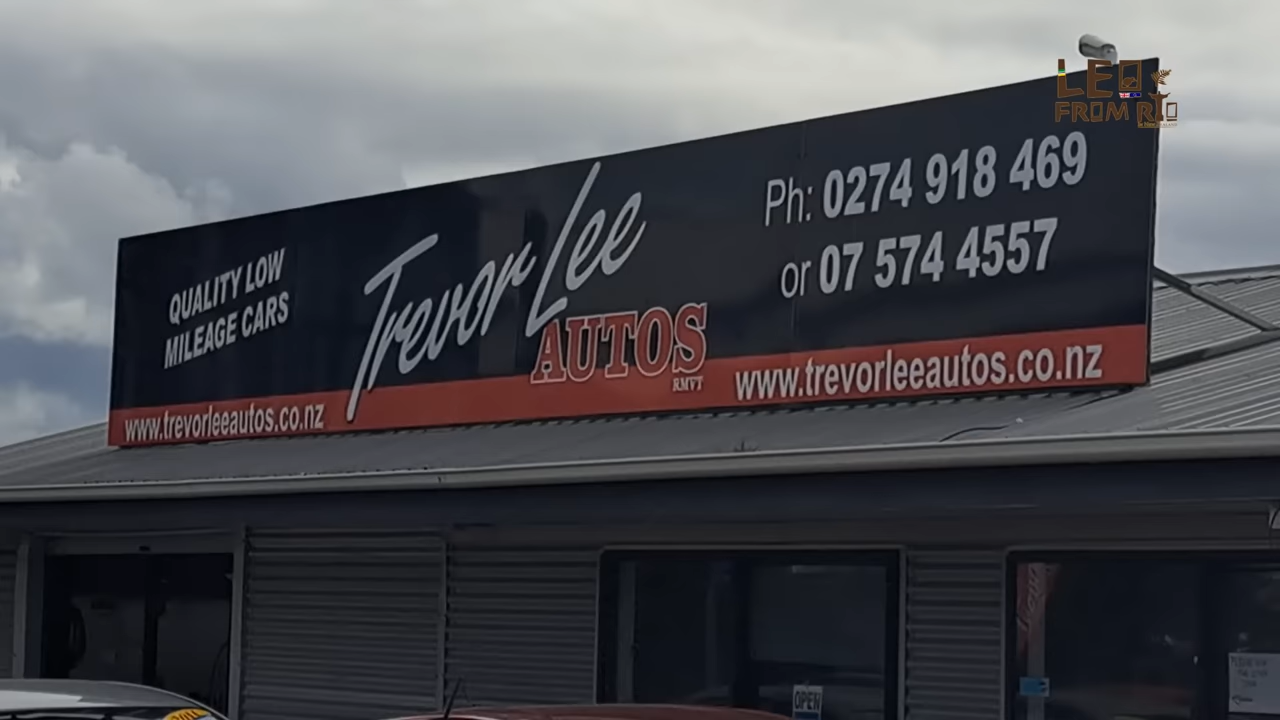 LEO
FROM RIO
QUALITY LOW
MILEAGE CARS
Trevor Lee
AUTOS
RMVT
Ph: 0274 918 469
or 07 574 4557
www.trevorleeautos.co.nz
www.trevorleeautos.co.nz
OPEN